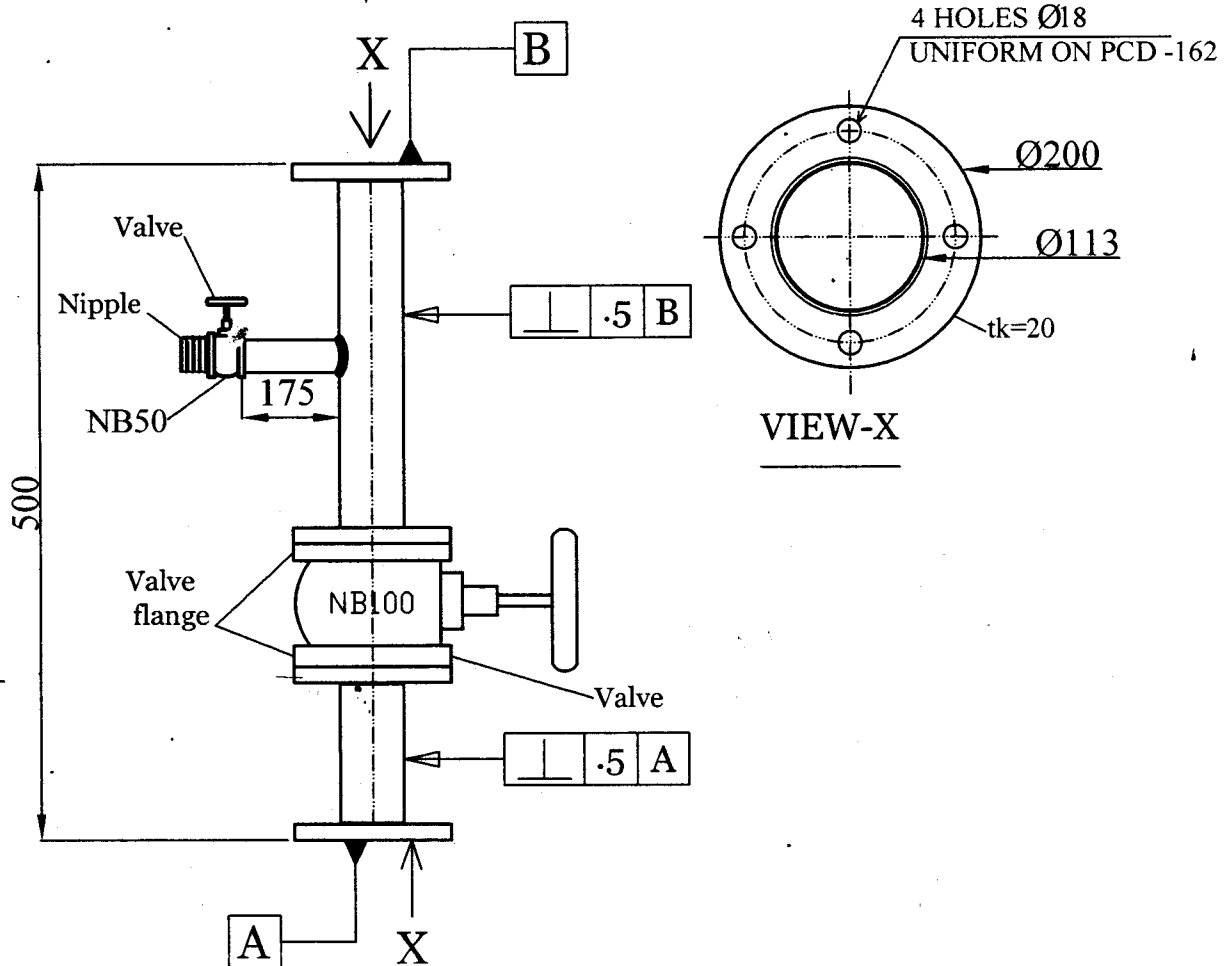 4 HOLES Ø18
UNIFORM ON PCD -162
X
B
Ø200
Valve
Ø113
Nipple
⊥ .5 B
tk=20
175
NB50
VIEW-X
500
Valve
flange
NB100
Valve
⊥ .5 A
A
X